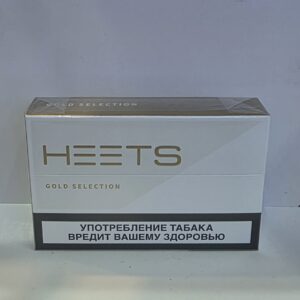 GOLD SELECTION
HEETS
GOLD SELECTION
УПОТРЕБЛЕНИЕ ТАБАКА
ВРЕДИТ ВАШЕМУ ЗДОРОВЬЮ